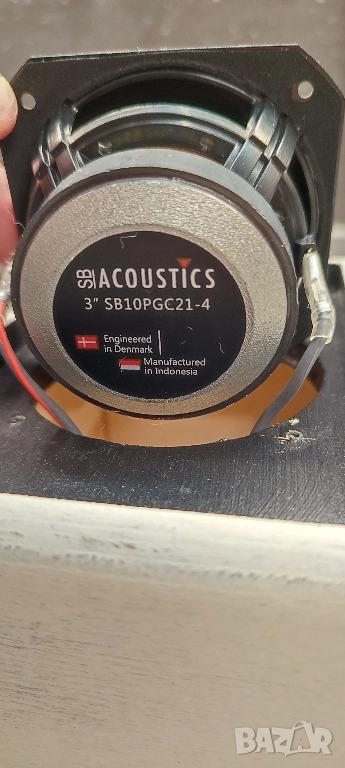 SB ACOUSTICS
3" SB10PGC21-4
Engineered
in Denmark
Manufactured
in Indonesia
BAZAR